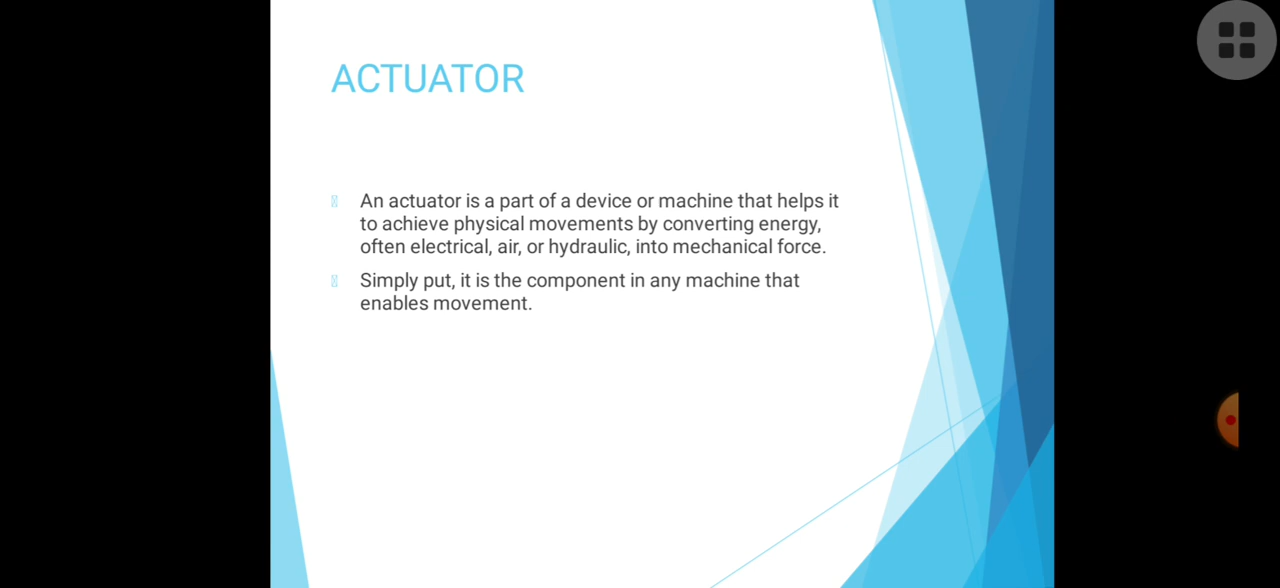 ACTUATOR
An actuator is a part of a device or machine that helps it
to achieve physical movements by converting energy,
often electrical, air, or hydraulic, into mechanical force.
Simply put, it is the component in any machine that
enables movement.